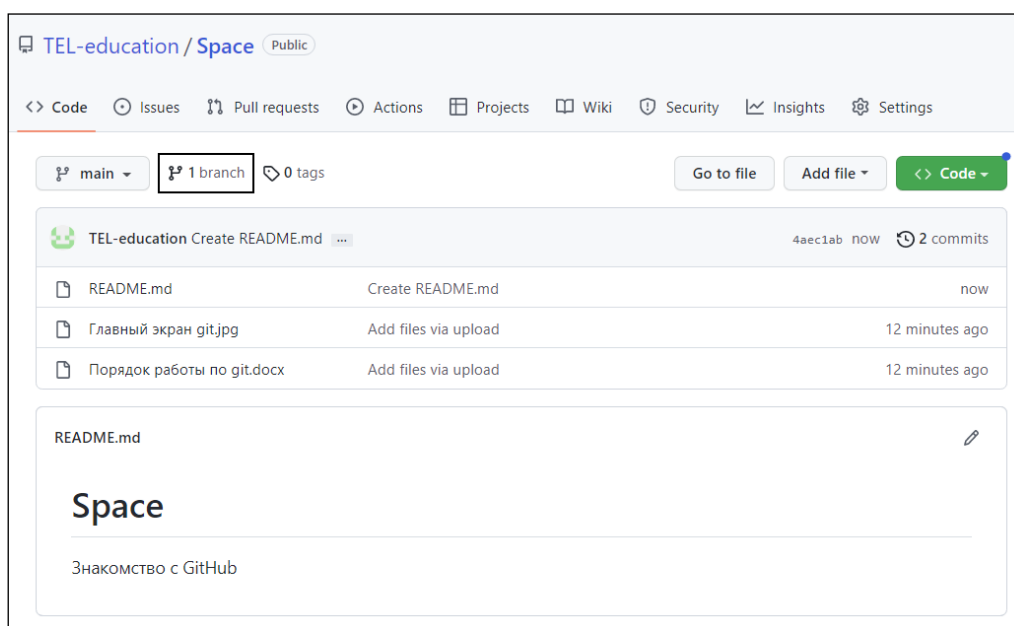 TEL-education / Space Public
<> Code Issues Pull requests Actions Projects Wiki Security Insights Settings
main 1 branch 0 tags Go to file Add file <> Code
TEL-education Create README.md ... 4aec1ab now 2 commits
README.md Create README.md now
Главный экран git.jpg Add files via upload 12 minutes ago
Порядок работы по git.docx Add files via upload 12 minutes ago
README.md
Space
Знакомство с GitHub